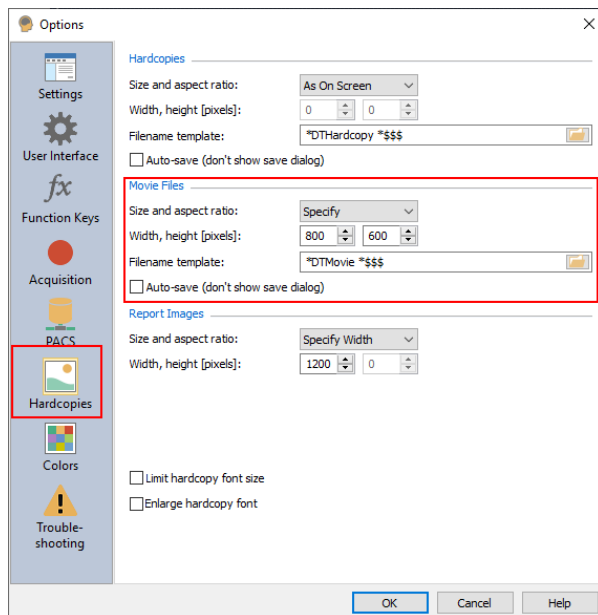 Options
Settings
User Interface
fx
Function Keys
Acquisition
PACS
Hardcopies
Colors
Trouble-
shooting
Hardcopies
Size and aspect ratio: As On Screen
Width, height [pixels]: 0 0
Filename template: *DTHardcopy *$$$
Auto-save (don't show save dialog)
Movie Files
Size and aspect ratio: Specify
Width, height [pixels]: 800 600
Filename template: *DTMovie *$$$
Auto-save (don't show save dialog)
Report Images
Size and aspect ratio: Specify Width
Width, height [pixels]: 1200 0
Limit hardcopy font size
Enlarge hardcopy font
OK Cancel Help